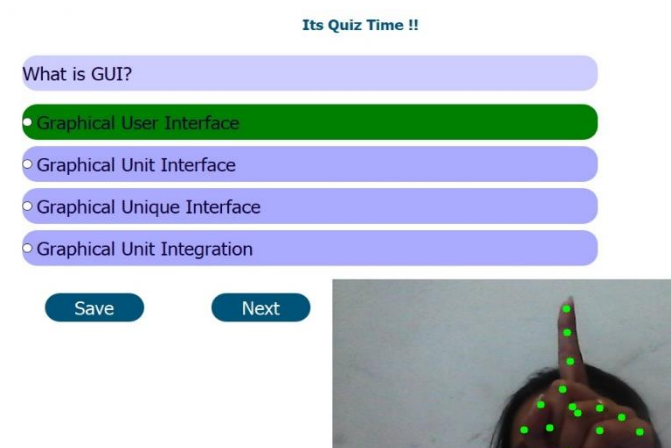 Its Quiz Time !!
What is GUI?
Graphical User Interface
Graphical Unit Interface
Graphical Unique Interface
Graphical Unit Integration
Save Next